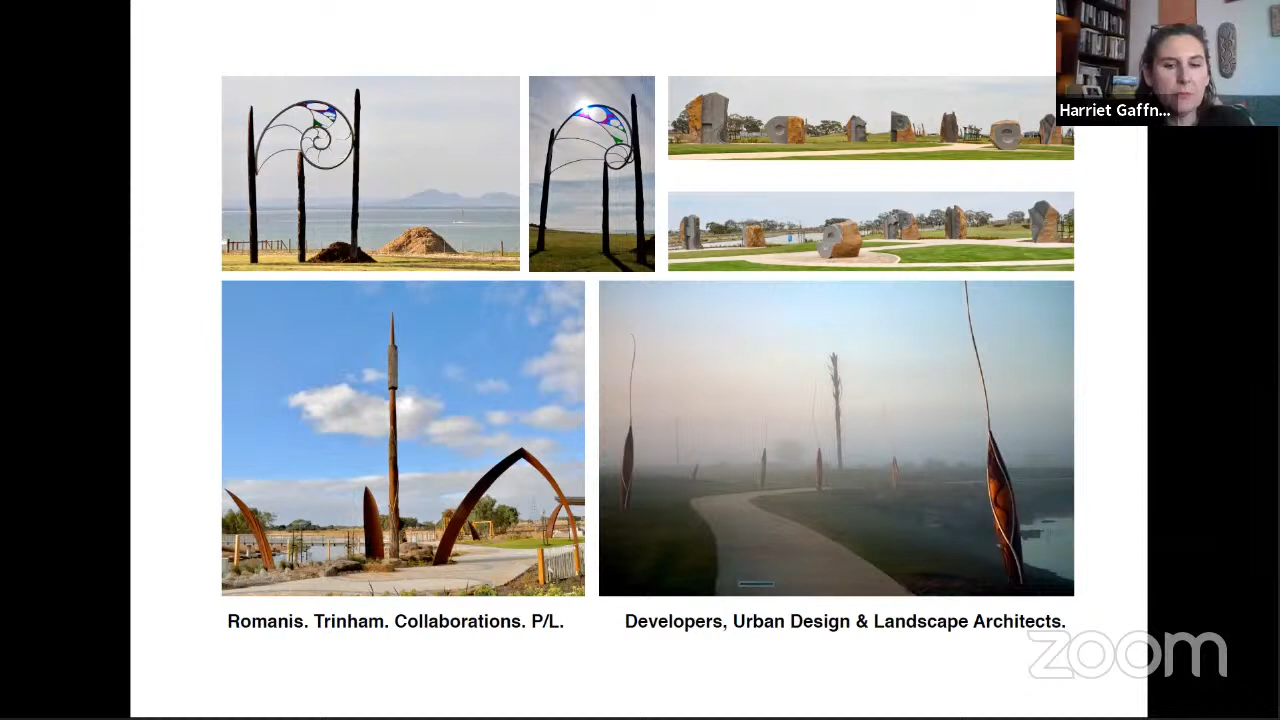 Harriet Gaffn...
Romanis. Trinham. Collaborations. P/L.
Developers, Urban Design & Landscape Architects.
zoom